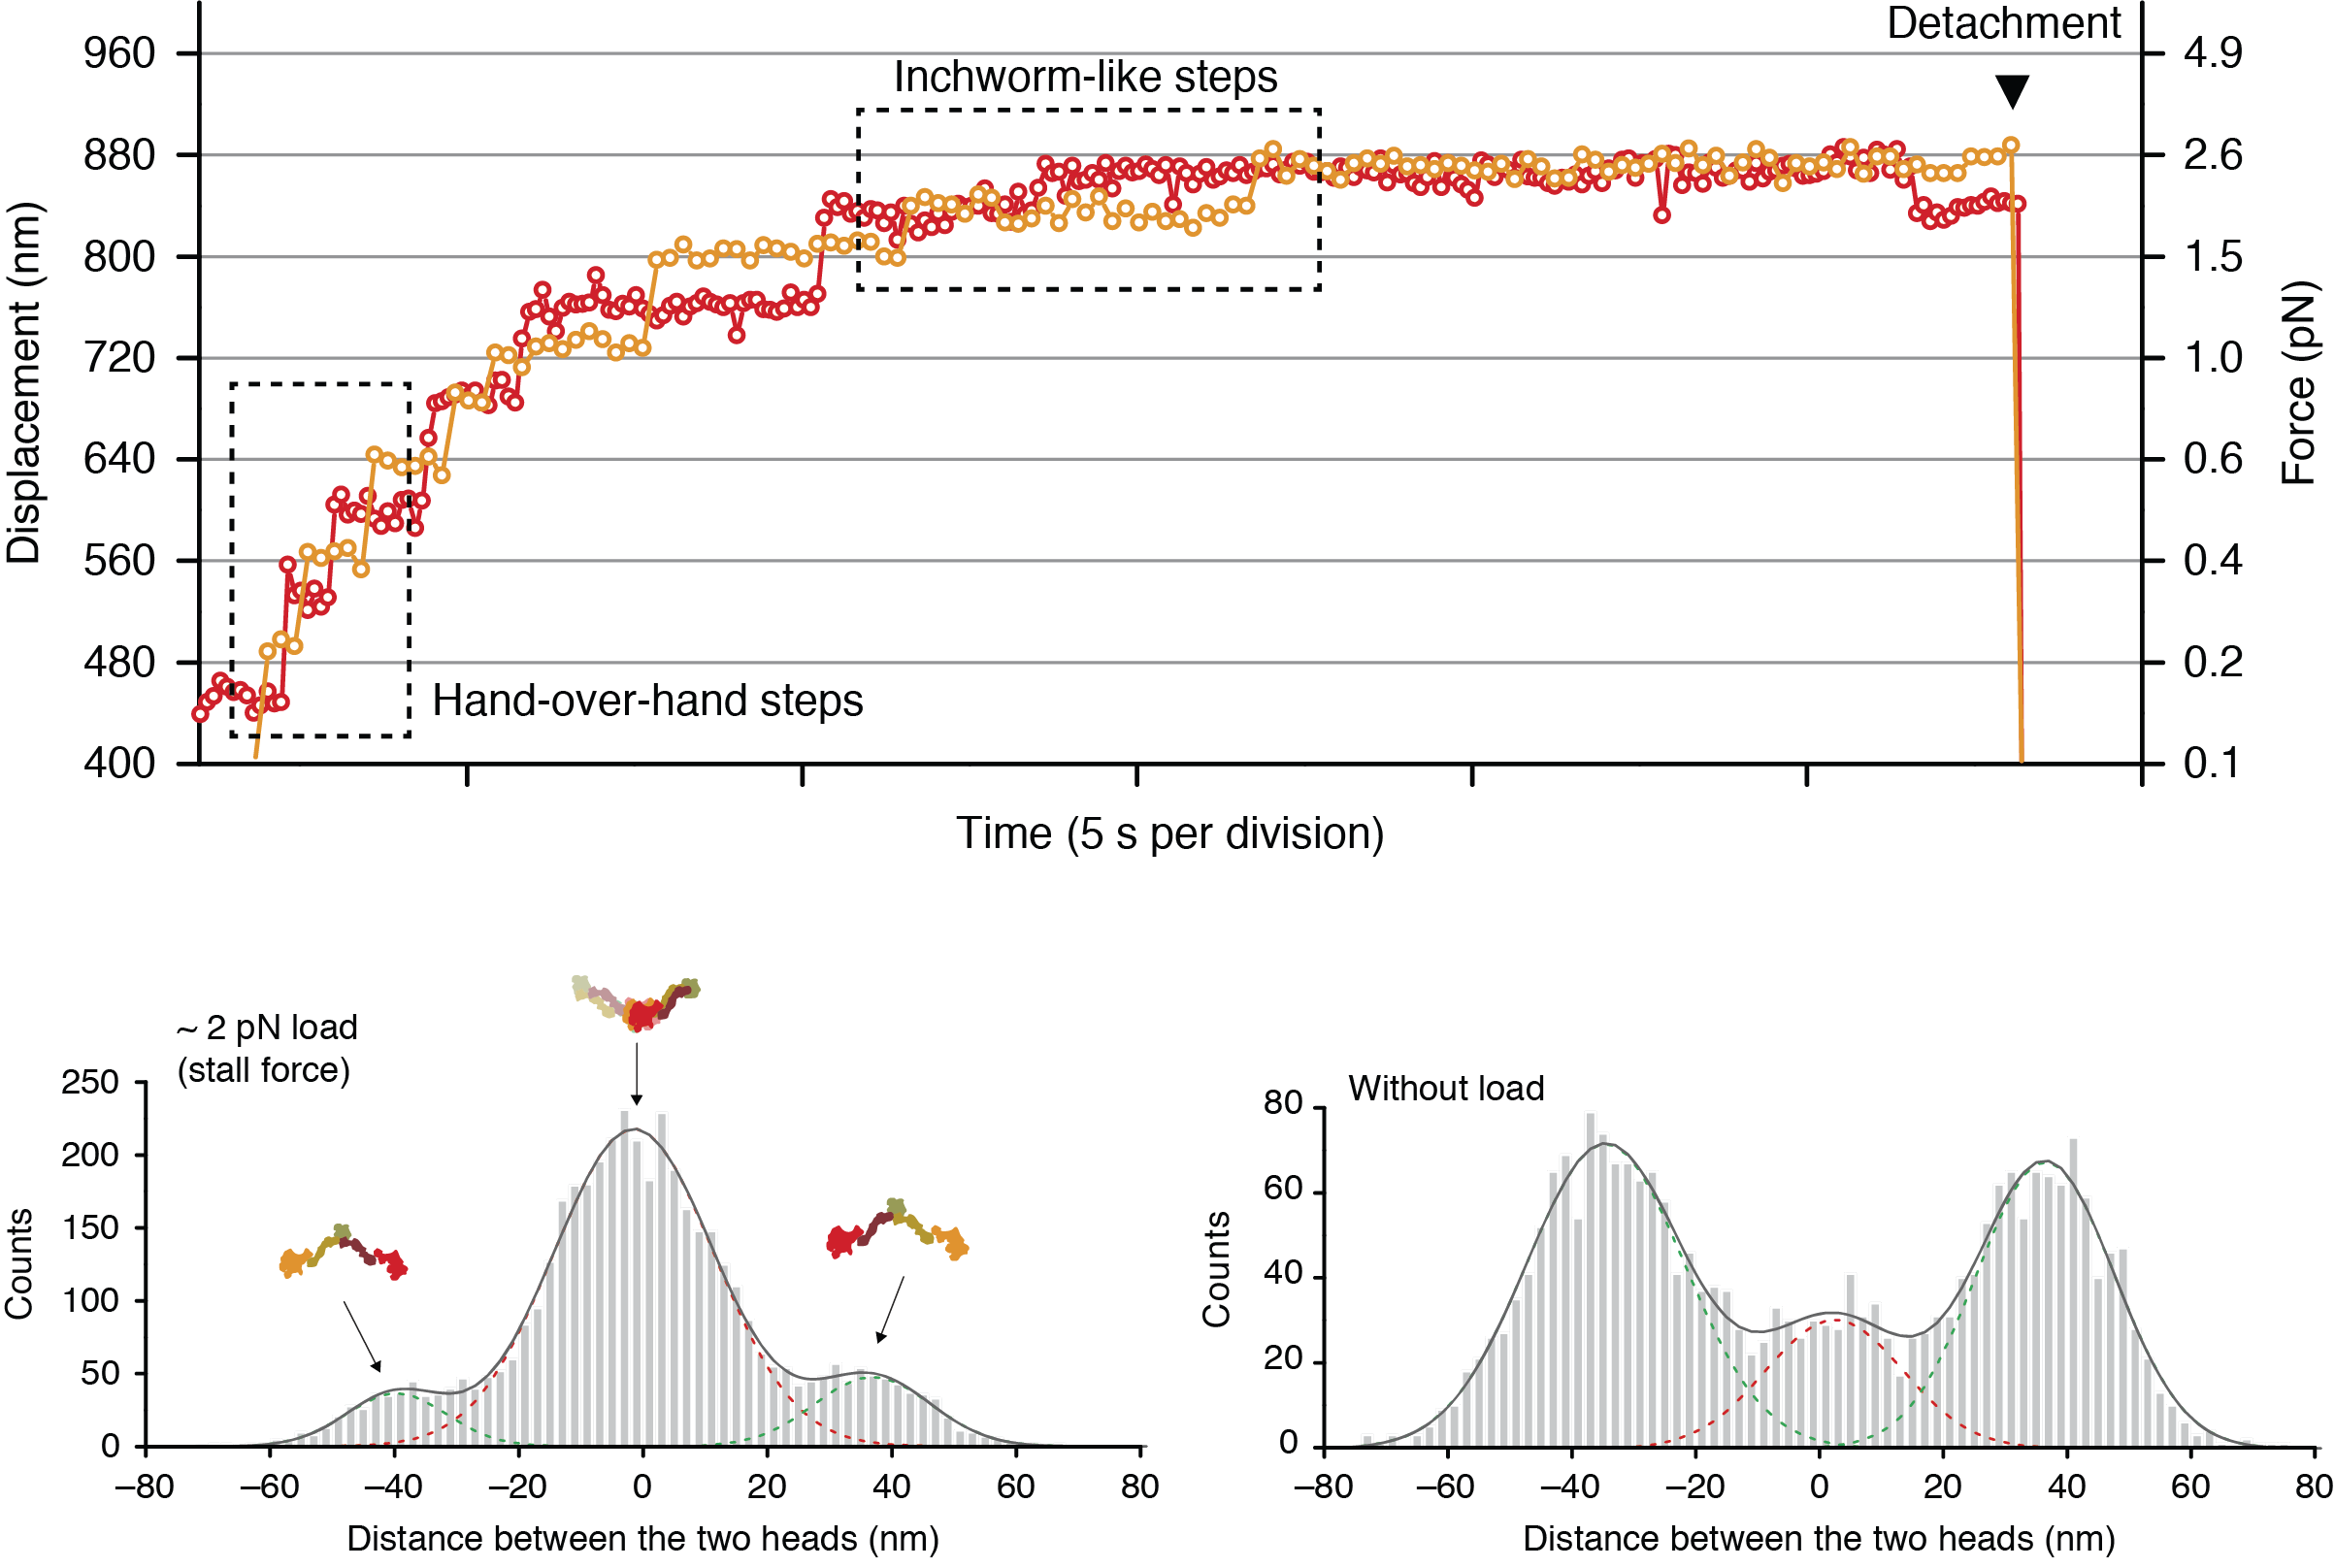 Detachment
960
4.9
Inchworm-like steps
880
2.6
800
1.5
720
1.0
640
0.6
560
0.4
480
0.2
400
0.1
Displacement (nm)
Force (pN)
Hand-over-hand steps
Time (5 s per division)
~ 2 pN load
(stall force)
250
200
150
100
50
0
Counts
–80 –60 –40 –20 0 20 40 60 80
Distance between the two heads (nm)
Without load
80
60
40
20
0
Counts
–80 –60 –40 –20 0 20 40 60 80
Distance between the two heads (nm)